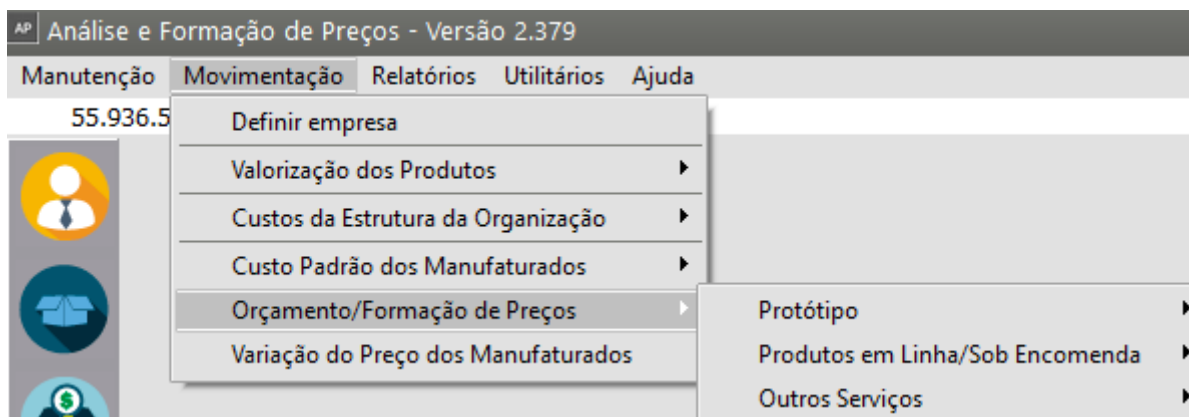 AP Análise e Formação de Preços - Versão 2.379
Manutenção Movimentação Relatórios Utilitários Ajuda
55.936.5
Definir empresa
Valorização dos Produtos
Custos da Estrutura da Organização
Custo Padrão dos Manufaturados
Orçamento/Formação de Preços
Variação do Preço dos Manufaturados
Protótipo
Produtos em Linha/Sob Encomenda
Outros Serviços
$